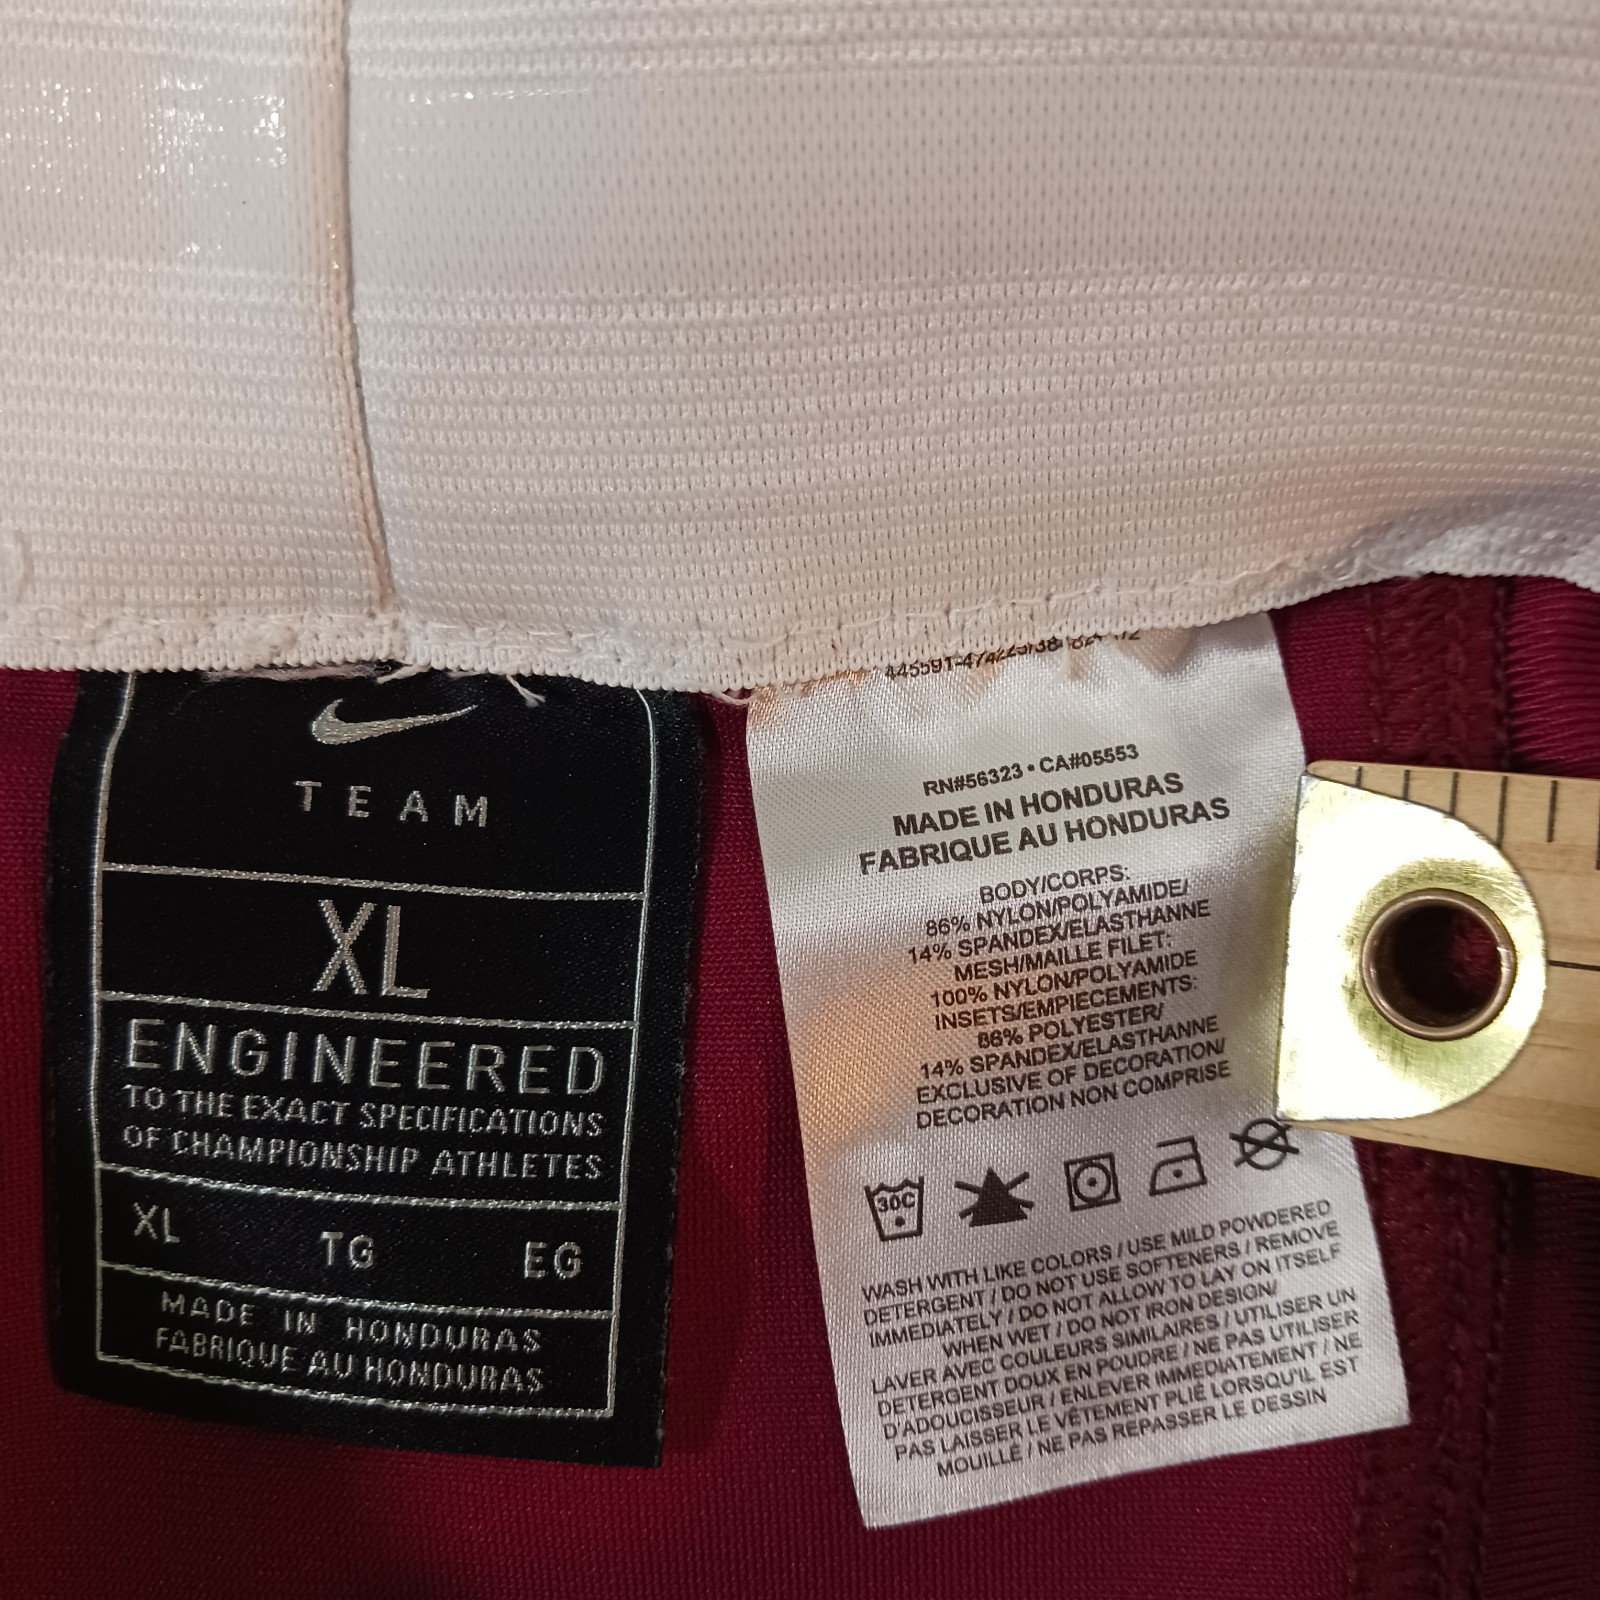 TEAM
XL
ENGINEERED
TO THE EXACT SPECIFICATIONS
OF CHAMPIONSHIP ATHLETES
XL TG EG
MADE IN HONDURAS
FABRIQUE AU HONDURAS
RN#56323 • CA#05553
MADE IN HONDURAS
FABRIQUE AU HONDURAS
BODY/CORPS:
86% NYLON/POLYAMIDE/
14% SPANDEX/ELASTHANNE
MESH/MAILLE FILET:
100% NYLON/POLYAMIDE
INSETS/EMPIECEMENTS:
86% POLYESTER/
14% SPANDEX/ELASTHANNE
EXCLUSIVE OF DECORATION/
DECORATION NON COMPRISE
30C
WASH WITH LIKE COLORS / USE MILD POWDERED
DETERGENT / DO NOT USE SOFTENERS / REMOVE
IMMEDIATELY / DO NOT ALLOW TO LAY ON ITSELF
WHEN WET / DO NOT IRON DESIGN/
LAVER AVEC COULEURS SIMILAIRES / UTILISER UN
DETERGENT DOUX EN POUDRE / NE PAS UTILISER
D'ADOUCISSEUR / ENLEVER IMMEDIATEMENT / NE
PAS LAISSER LE VÊTEMENT PLIÉ LORSQU'IL EST
MOUILLÉ / NE PAS REPASSER LE DESSIN